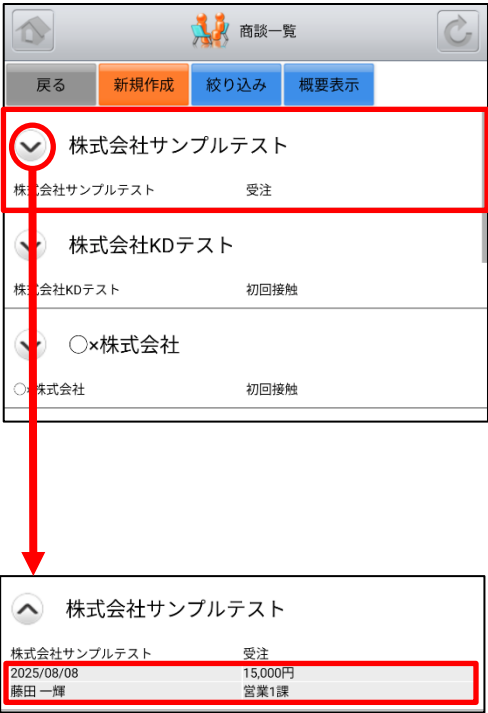 商談一覧
戻る 新規作成 絞り込み 概要表示
株式会社サンプルテスト
株式会社サンプルテスト 受注
株式会社KDテスト
株式会社KDテスト 初回接触
〇×株式会社
〇×株式会社 初回接触
株式会社サンプルテスト
株式会社サンプルテスト 受注
2025/08/08 15,000円
藤田 一輝 営業1課